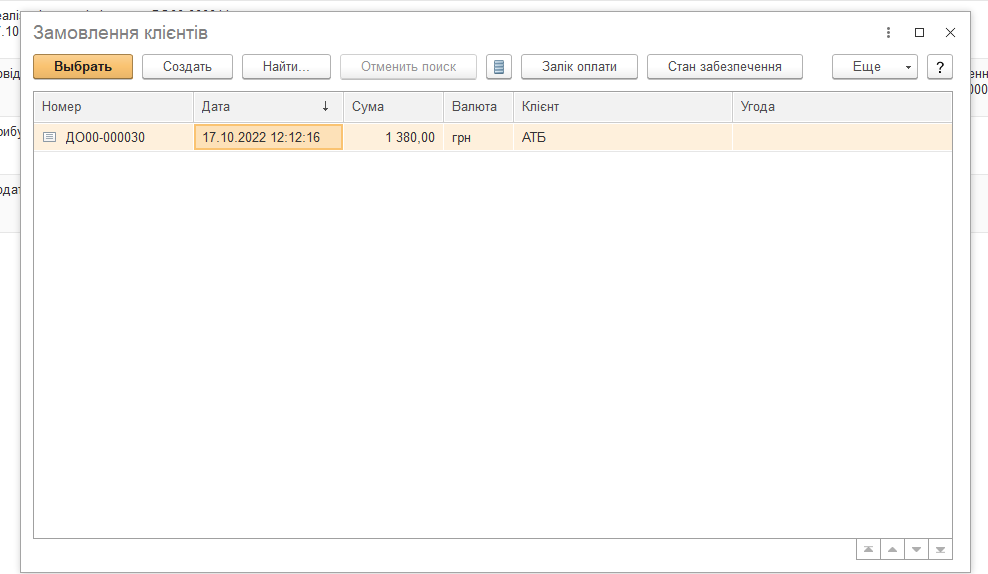 Замовлення клієнтів
Выбрать Создать Найти... Отменить поиск Залік оплати Стан забезпечення Еще ?
Номер Дата ↓ Сума Валюта Клієнт Угода
ДО00-000030 17.10.2022 12:12:16 1 380,00 грн АТБ